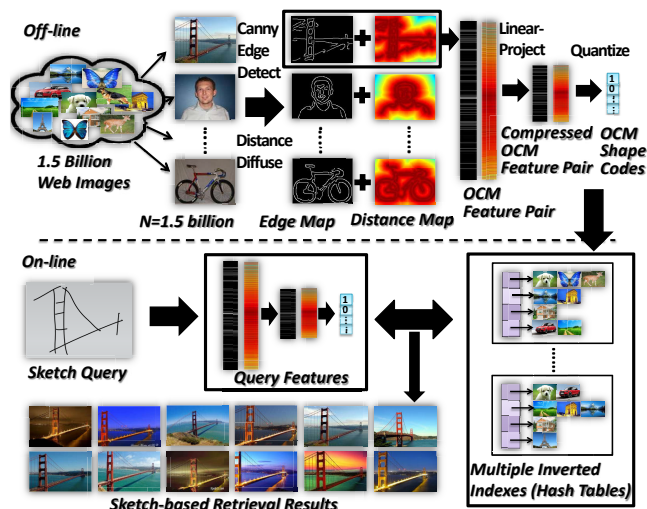 Off-line
Canny
Edge
Detect
Distance
Diffuse
Linear-
Project
Quantize
1
0
1.5 Billion
Web Images
N=1.5 billion
Edge Map
Distance Map
OCM
Feature Pair
Compressed
OCM
Feature Pair
OCM
Shape
Codes
On-line
Sketch Query
Query Features
1
0
Multiple Inverted
Indexes (Hash Tables)
Sketch-based Retrieval Results